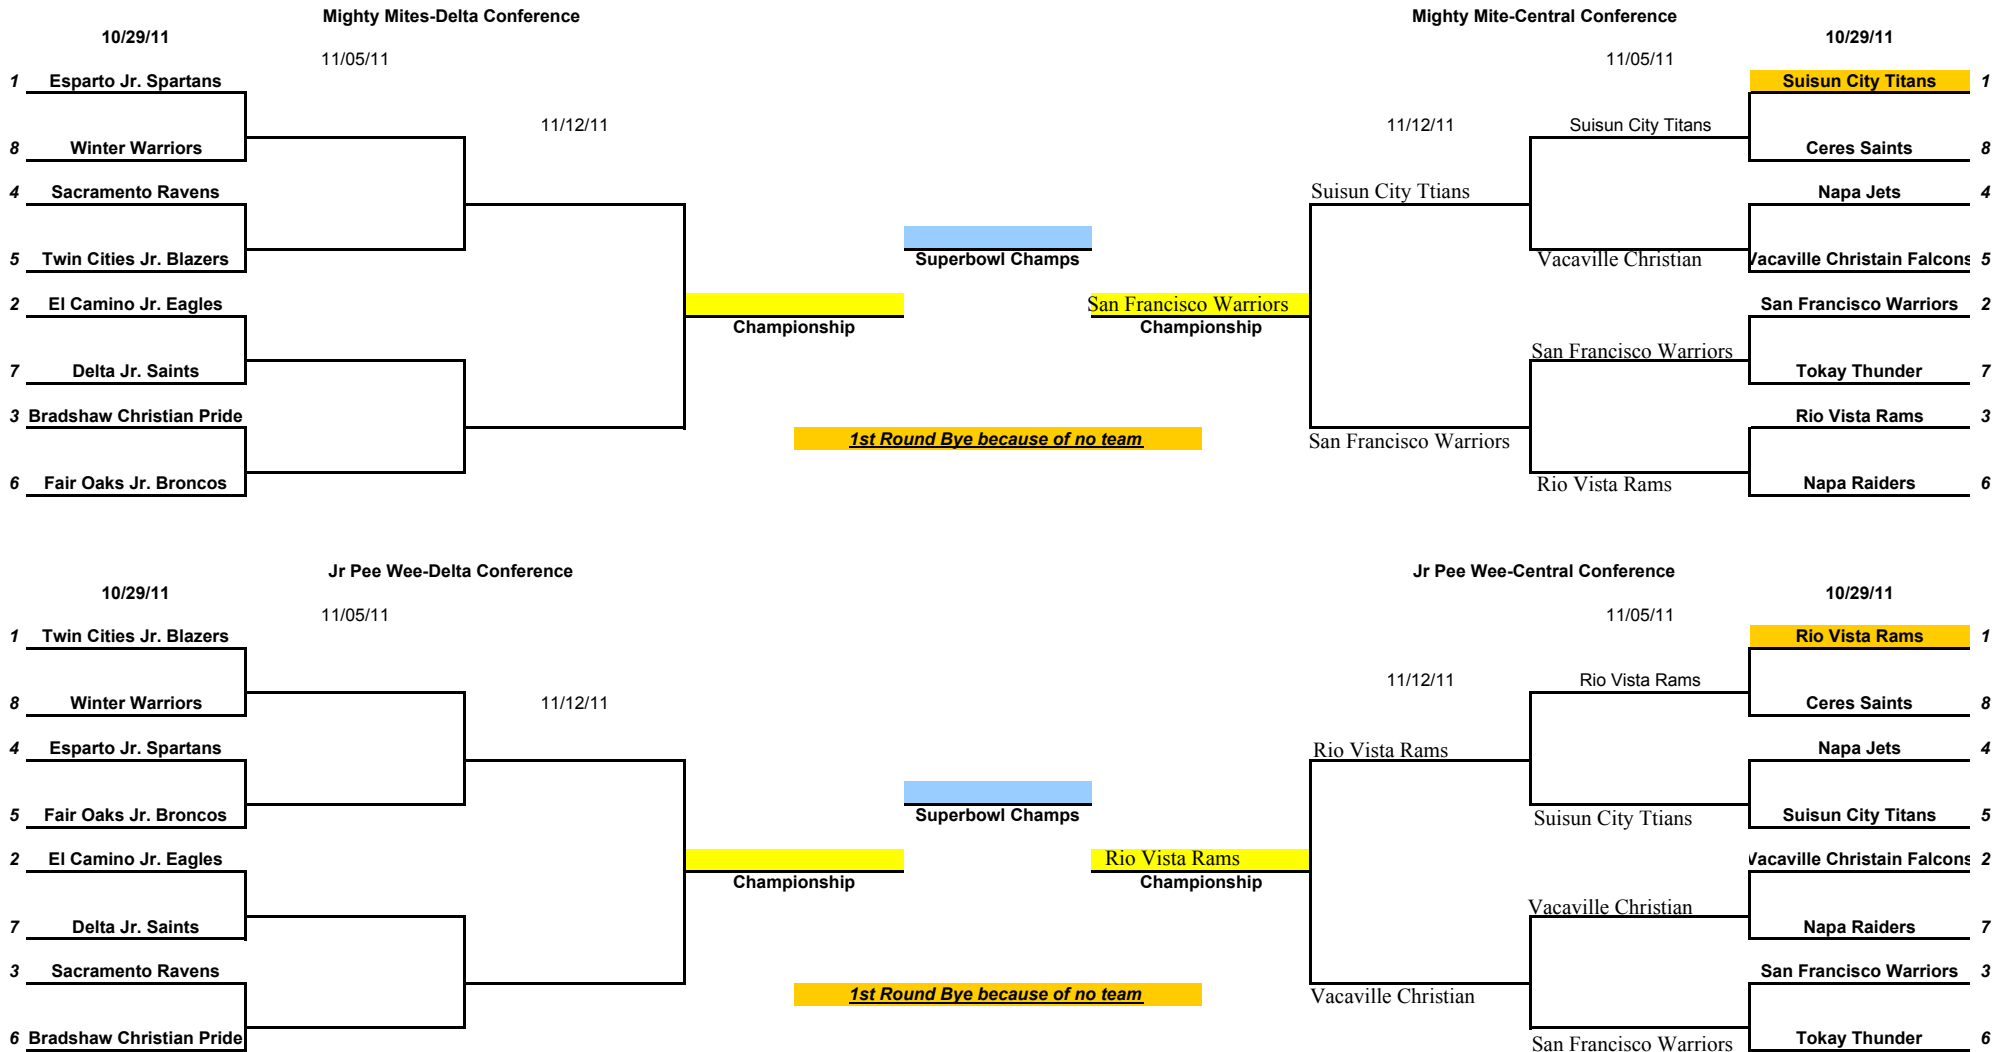 Mighty Mites-Delta Conference
Mighty Mite-Central Conference
10/29/11
10/29/11
11/05/11
11/05/11
1 Esparto Jr. Spartans
Suisun City Titans 1
11/12/11
11/12/11
Suisun City Titans
8 Winter Warriors
Ceres Saints 8
4 Sacramento Ravens
Suisun City Ttians
Napa Jets 4
5 Twin Cities Jr. Blazers
Superbowl Champs
Vacaville Christian
Vacaville Christain Falcons 5
2 El Camino Jr. Eagles
San Francisco Warriors
San Francisco Warriors 2
Championship
Championship
San Francisco Warriors
7 Delta Jr. Saints
Tokay Thunder 7
3 Bradshaw Christian Pride
Rio Vista Rams 3
1st Round Bye because of no team
San Francisco Warriors
6 Fair Oaks Jr. Broncos
Rio Vista Rams
Napa Raiders 6
Jr Pee Wee-Delta Conference
Jr Pee Wee-Central Conference
10/29/11
10/29/11
11/05/11
11/05/11
1 Twin Cities Jr. Blazers
Rio Vista Rams 1
11/12/11
Rio Vista Rams
8 Winter Warriors
11/12/11
Ceres Saints 8
4 Esparto Jr. Spartans
Rio Vista Rams
Napa Jets 4
5 Fair Oaks Jr. Broncos
Superbowl Champs
Suisun City Ttians
Suisun City Titans 5
2 El Camino Jr. Eagles
Rio Vista Rams
Vacaville Christain Falcons 2
Championship
Championship
Vacaville Christian
7 Delta Jr. Saints
Napa Raiders 7
3 Sacramento Ravens
San Francisco Warriors 3
1st Round Bye because of no team
Vacaville Christian
6 Bradshaw Christian Pride
San Francisco Warriors
Tokay Thunder 6